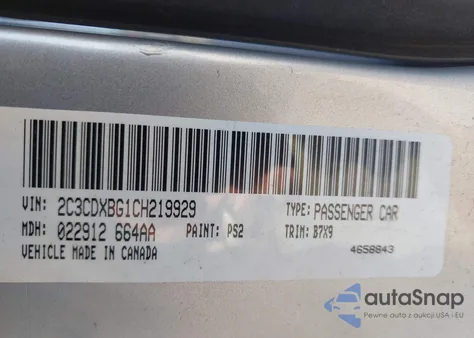 VIN: 2C3CDXBG1CH219929 TYPE: PASSENGER CAR
MDH: 022912 664AA PAINT: PS2 TRIM: B7X9
VEHICLE MADE IN CANADA 4658843
autoSnap
Pewne auta z aukcji USA i EU